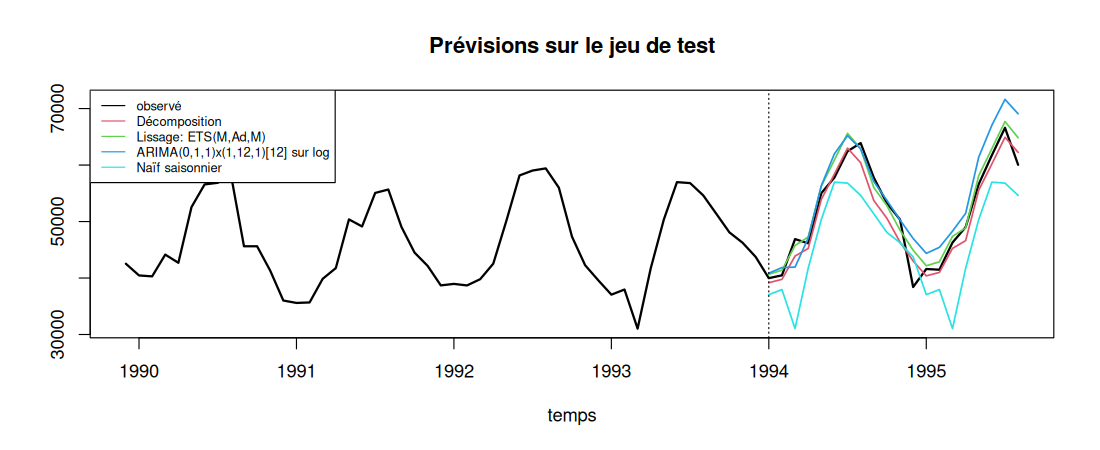 Prévisions sur le jeu de test
observé
Décomposition
Lissage: ETS(M,Ad,M)
ARIMA(0,1,1)x(1,12,1)[12] sur log
Naïf saisonnier
70000
50000
30000
1990 1991 1992 1993 1994 1995
temps